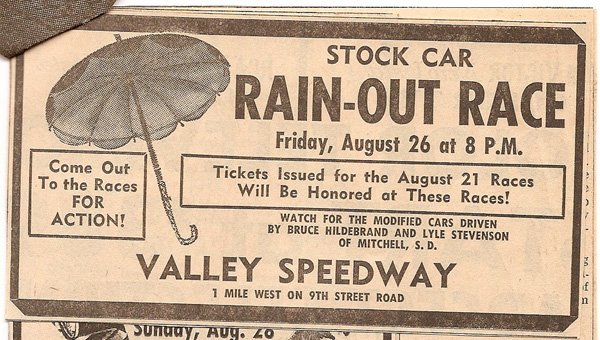 STOCK CAR
RAIN-OUT RACE
Friday, August 26 at 8 P.M.
Come Out
To the Races
FOR
ACTION!
Tickets Issued for the August 21 Races
Will Be Honored at These Races!
WATCH FOR THE MODIFIED CARS DRIVEN
BY BRUCE HILDEBRAND AND LYLE STEVENSON
OF MITCHELL, S. D.
VALLEY SPEEDWAY
1 MILE WEST ON 9TH STREET ROAD
Sunday, Aug. 28